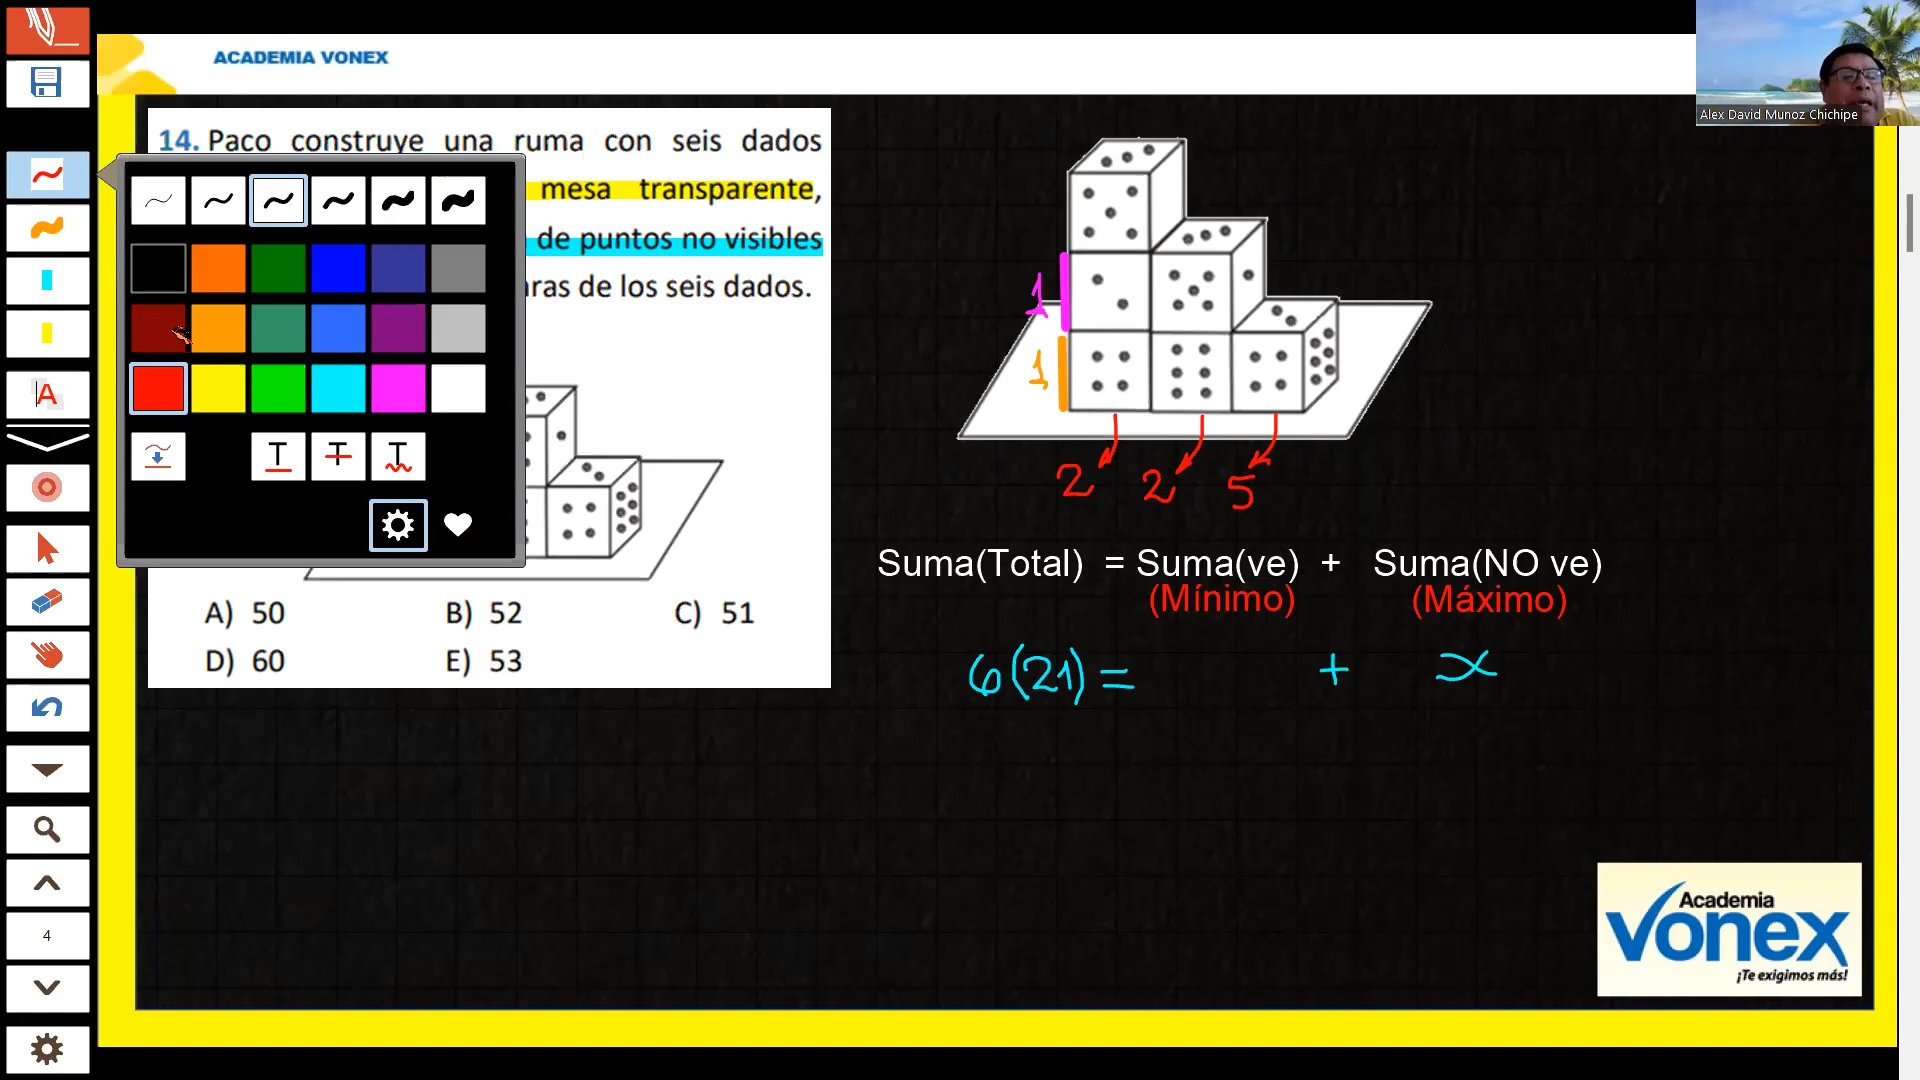 ACADEMIA VONEX
Alex David Munoz Chichipe
14. Paco construye una ruma con seis dados
mesa transparente,
de puntos no visibles
aras de los seis dados.
A) 50 B) 52 C) 51
D) 60 E) 53
1
1
2 2 5
Suma(Total) = Suma(ve) + Suma(NO ve)
(Mínimo) (Máximo)
6(21) = + x
A
T T T
4
Academia
Vonex
¡Te exigimos más!